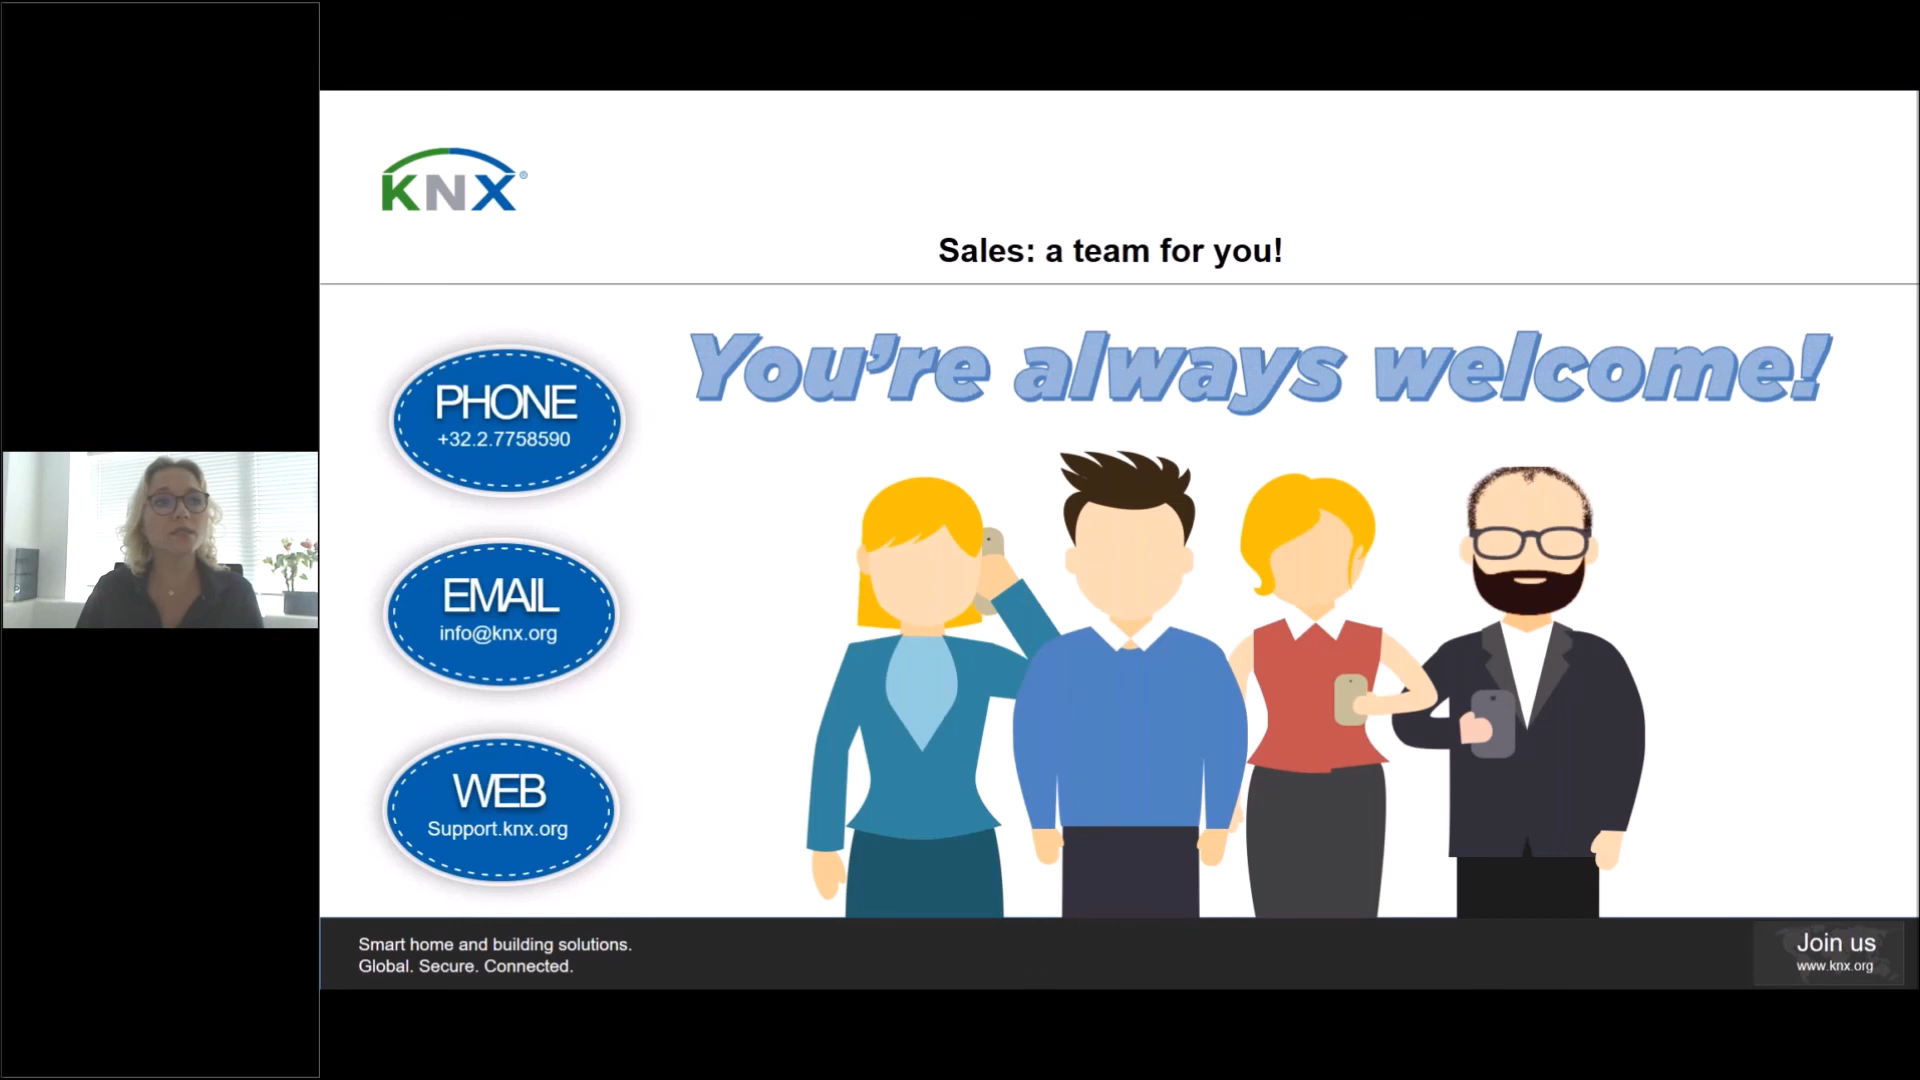 KNX®
Sales: a team for you!
You're always welcome!
PHONE
+32.2.7758590
EMAIL
info@knx.org
WEB
Support.knx.org
Smart home and building solutions.
Global. Secure. Connected.
Join us
www.knx.org